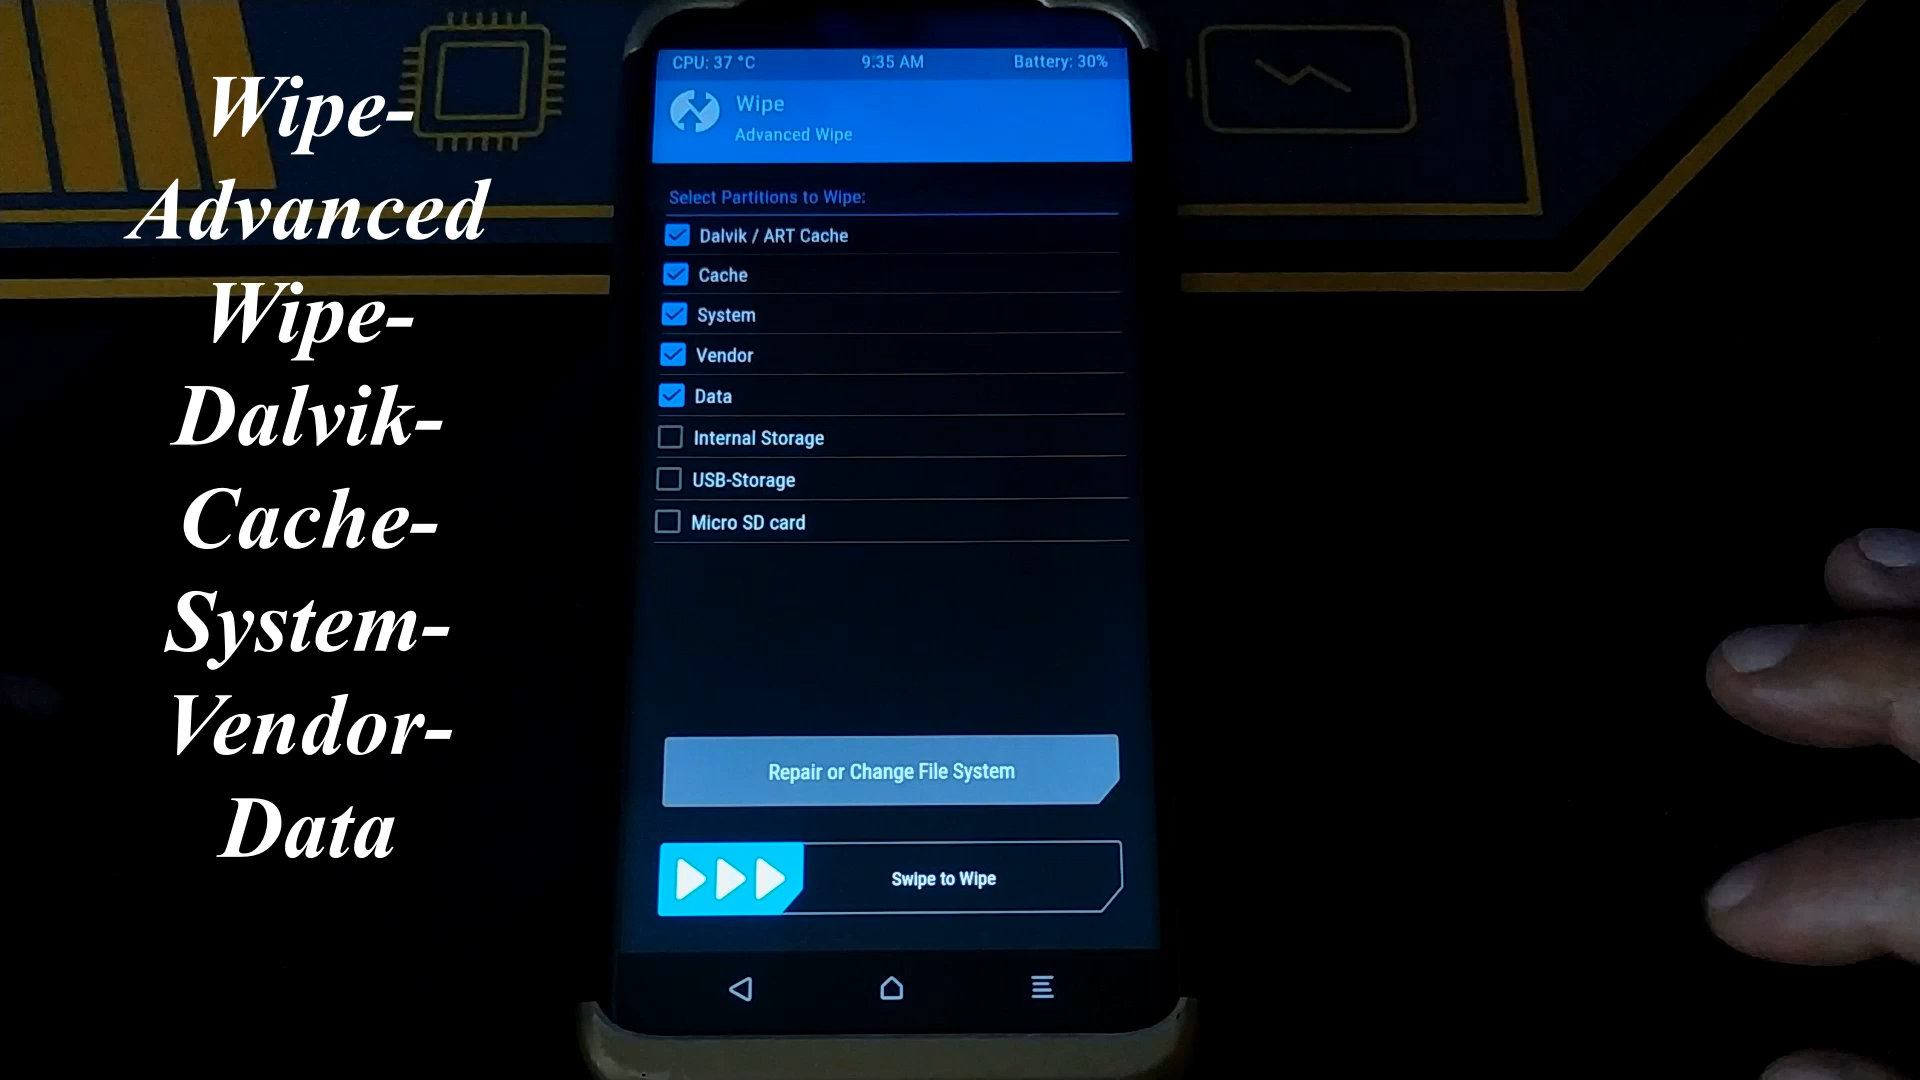 Wipe-
Advanced
Wipe-
Dalvik-
Cache-
System-
Vendor-
Data
CPU: 37 °C 9:35 AM Battery: 30%
Wipe
Advanced Wipe
Select Partitions to Wipe:
Dalvik / ART Cache
Cache
System
Vendor
Data
Internal Storage
USB-Storage
Micro SD card
Repair or Change File System
Swipe to Wipe